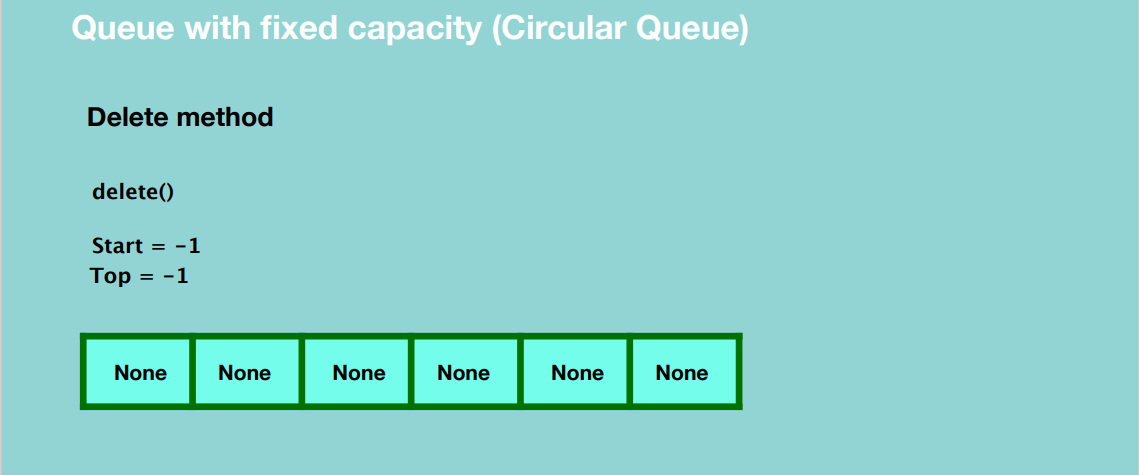 Queue with fixed capacity (Circular Queue)
Delete method
delete()
Start = -1
Top = -1
None None None None None None